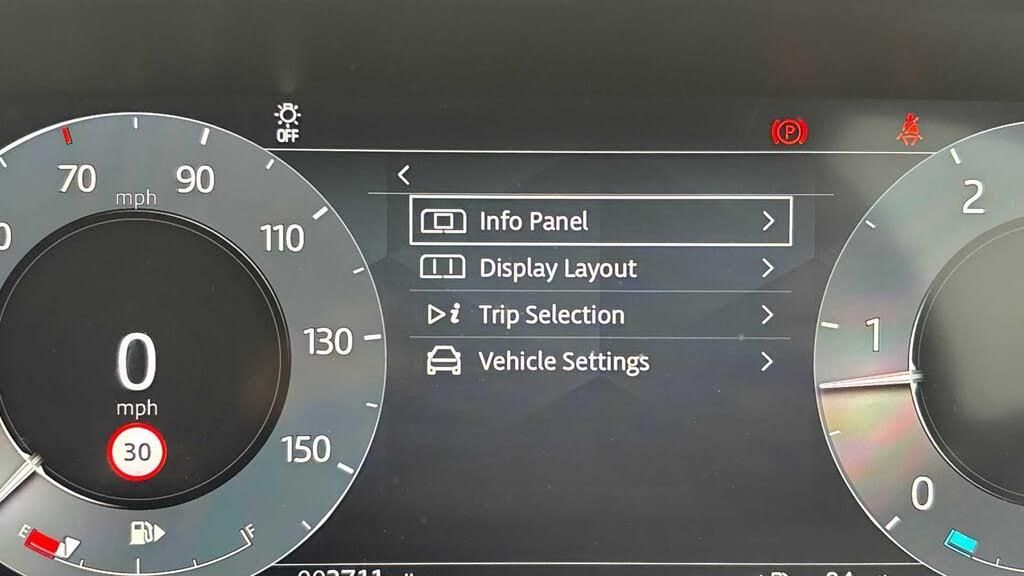 OFF
P
70
mph
90
110
130
150
0
mph
30
E
F
Info Panel
Display Layout
Trip Selection
Vehicle Settings
2
1
0